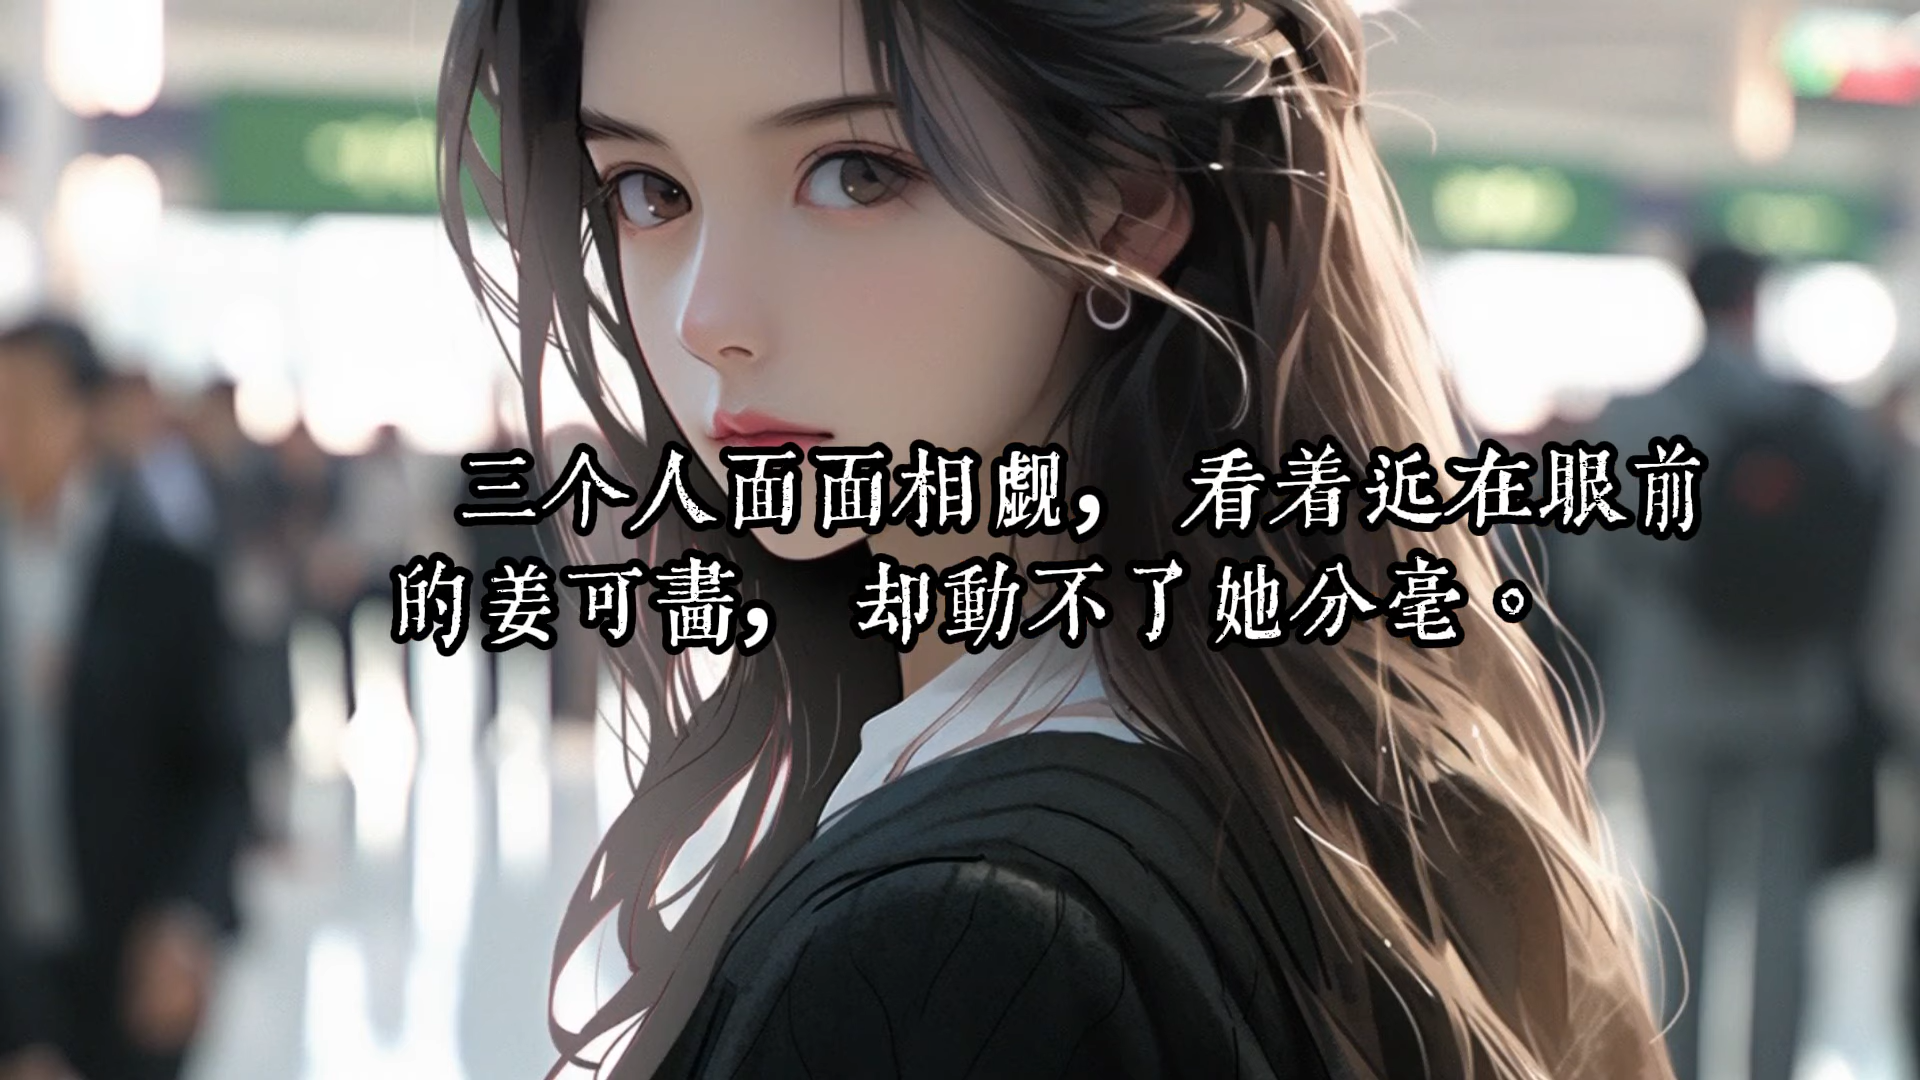 三个人面面相觑，看着近在眼前
的姜可畵，却動不了她分毫。